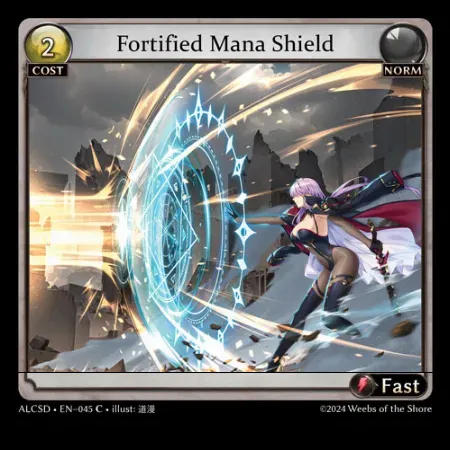 2
Fortified Mana Shield
COST
NORM
Fast
ALCSD • EN-045 C • illust: 道漫
©2024 Weebs of the Shore